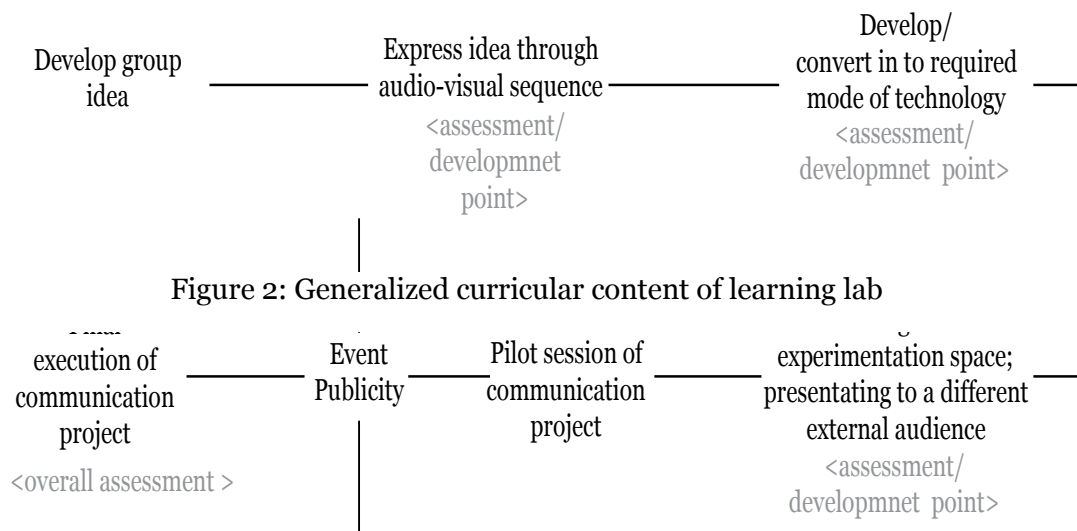 Develop group
idea
Express idea through
audio-visual sequence
<assessment/
developmnet
point>
Develop/
convert in to required
mode of technology
<assessment/
developmnet point>
Figure 2: Generalized curricular content of learning lab
execution of
communication
project
<overall assessment >
Event
Publicity
Pilot session of
communication
project
experimentation space;
presentating to a different
external audience
<assessment/
developmnet point>